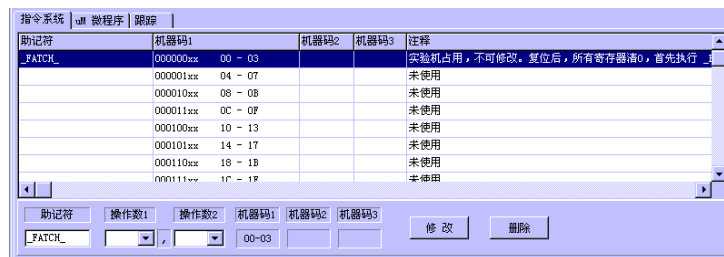 指令系统 uM 微程序 跟踪
助记符 机器码1 机器码2 机器码3 注释
_FATCH_ 000000xx 00 - 03 实验机占用，不可修改。复位后，所有寄存器清0，首先执行
000001xx 04 - 07 未使用
000010xx 08 - 0B 未使用
000011xx 0C - 0F 未使用
000100xx 10 - 13 未使用
000101xx 14 - 17 未使用
000110xx 18 - 1B 未使用
000111xx 1C - 1F 未使用
助记符 操作数1 操作数2 机器码1 机器码2 机器码3
_FATCH_ , 00-03 修 改 删除